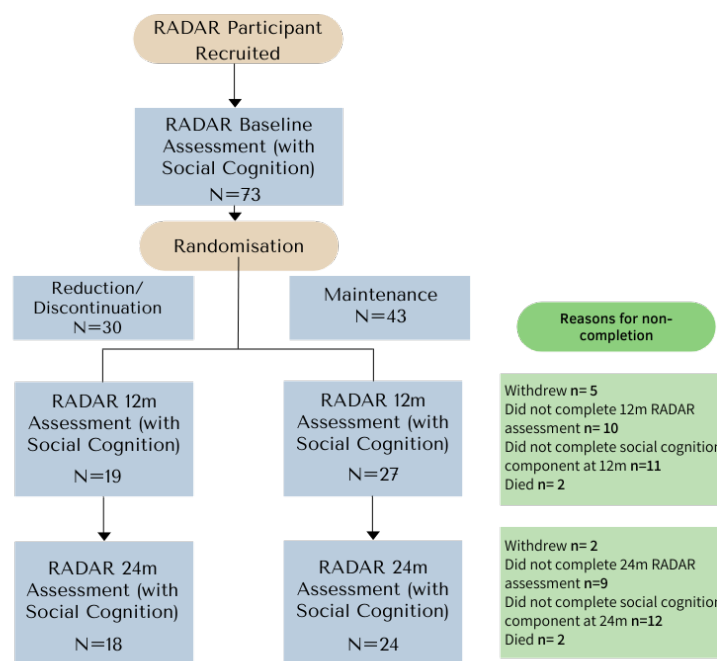 RADAR Participant
Recruited
RADAR Baseline
Assessment (with
Social Cognition)
N=73
Randomisation
Reduction/
Discontinuation
N=30
Maintenance
N=43
Reasons for non-
completion
RADAR 12m
Assessment (with
Social Cognition)
N=19
RADAR 12m
Assessment (with
Social Cognition)
N=27
Withdrew n= 5
Did not complete 12m RADAR
assessment n= 10
Did not complete social cognition
component at 12m n=11
Died n= 2
RADAR 24m
Assessment (with
Social Cognition)
N=18
RADAR 24m
Assessment (with
Social Cognition)
N=24
Withdrew n= 2
Did not complete 24m RADAR
assessment n=9
Did not complete social cognition
component at 24m n=12
Died n= 2